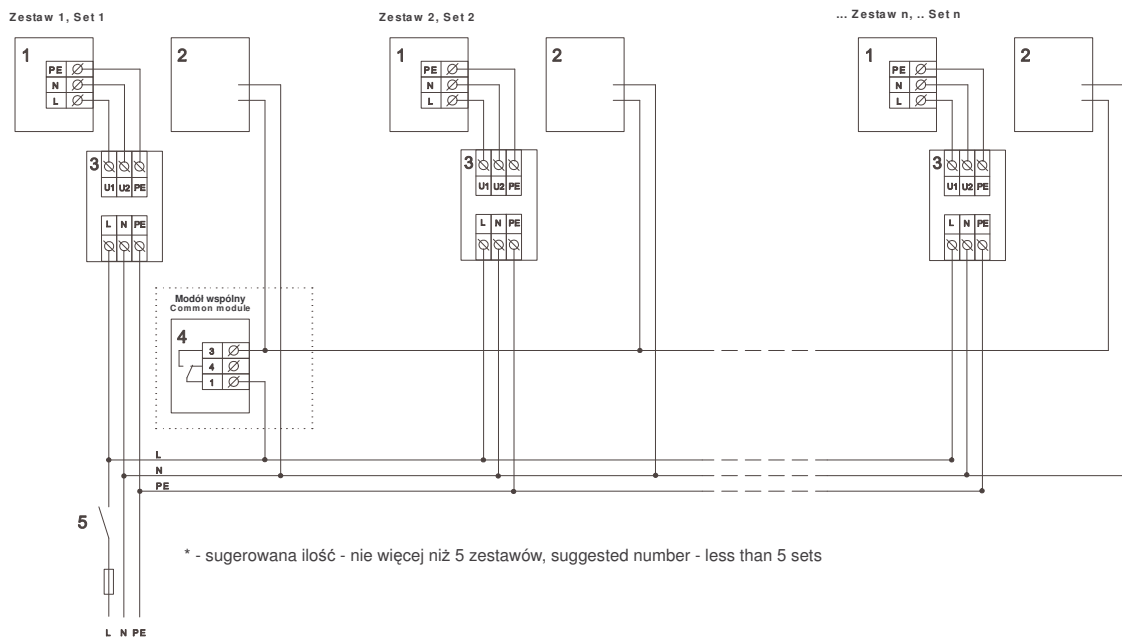 Zestaw 1, Set 1
Zestaw 2, Set 2
... Zestaw n, .. Set n
1
2
1
2
1
2
PE
N
L
PE
N
L
PE
N
L
3
U1 U2 PE
L N PE
3
U1 U2 PE
L N PE
3
U1 U2 PE
L N PE
Modół wspólny
Common module
4
3
4
1
L
N
PE
5
* - sugerowana ilość - nie więcej niż 5 zestawów, suggested number - less than 5 sets
L N PE